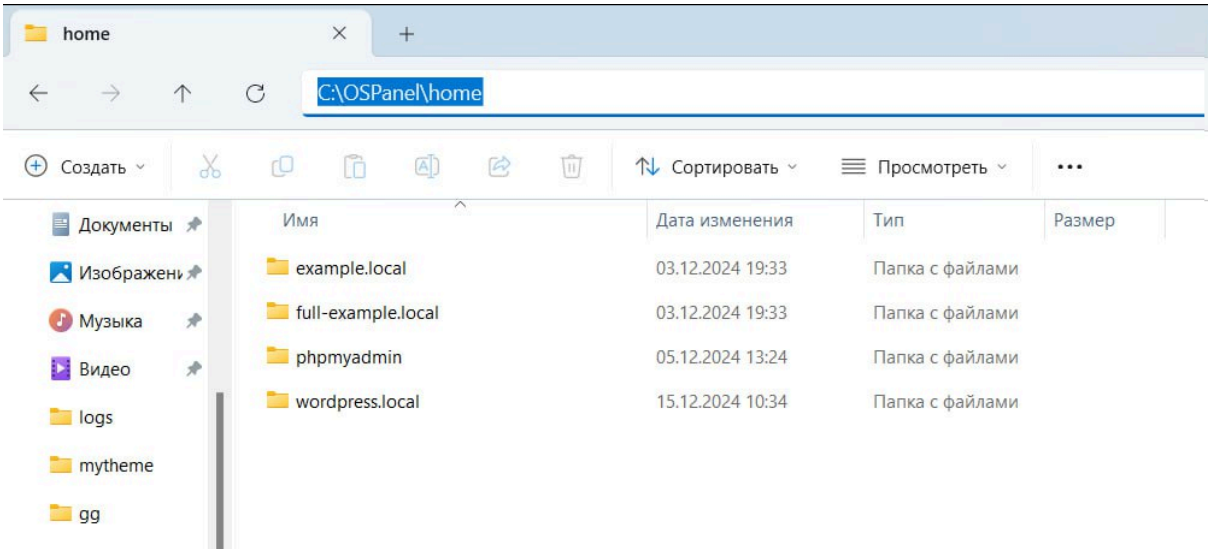 home
C:\OSPanel\home
Создать Сортировать Просмотреть
Имя Дата изменения Тип Размер
Документы
Изображени
Музыка
Видео
logs
mytheme
gg
example.local 03.12.2024 19:33 Папка с файлами
full-example.local 03.12.2024 19:33 Папка с файлами
phpmyadmin 05.12.2024 13:24 Папка с файлами
wordpress.local 15.12.2024 10:34 Папка с файлами